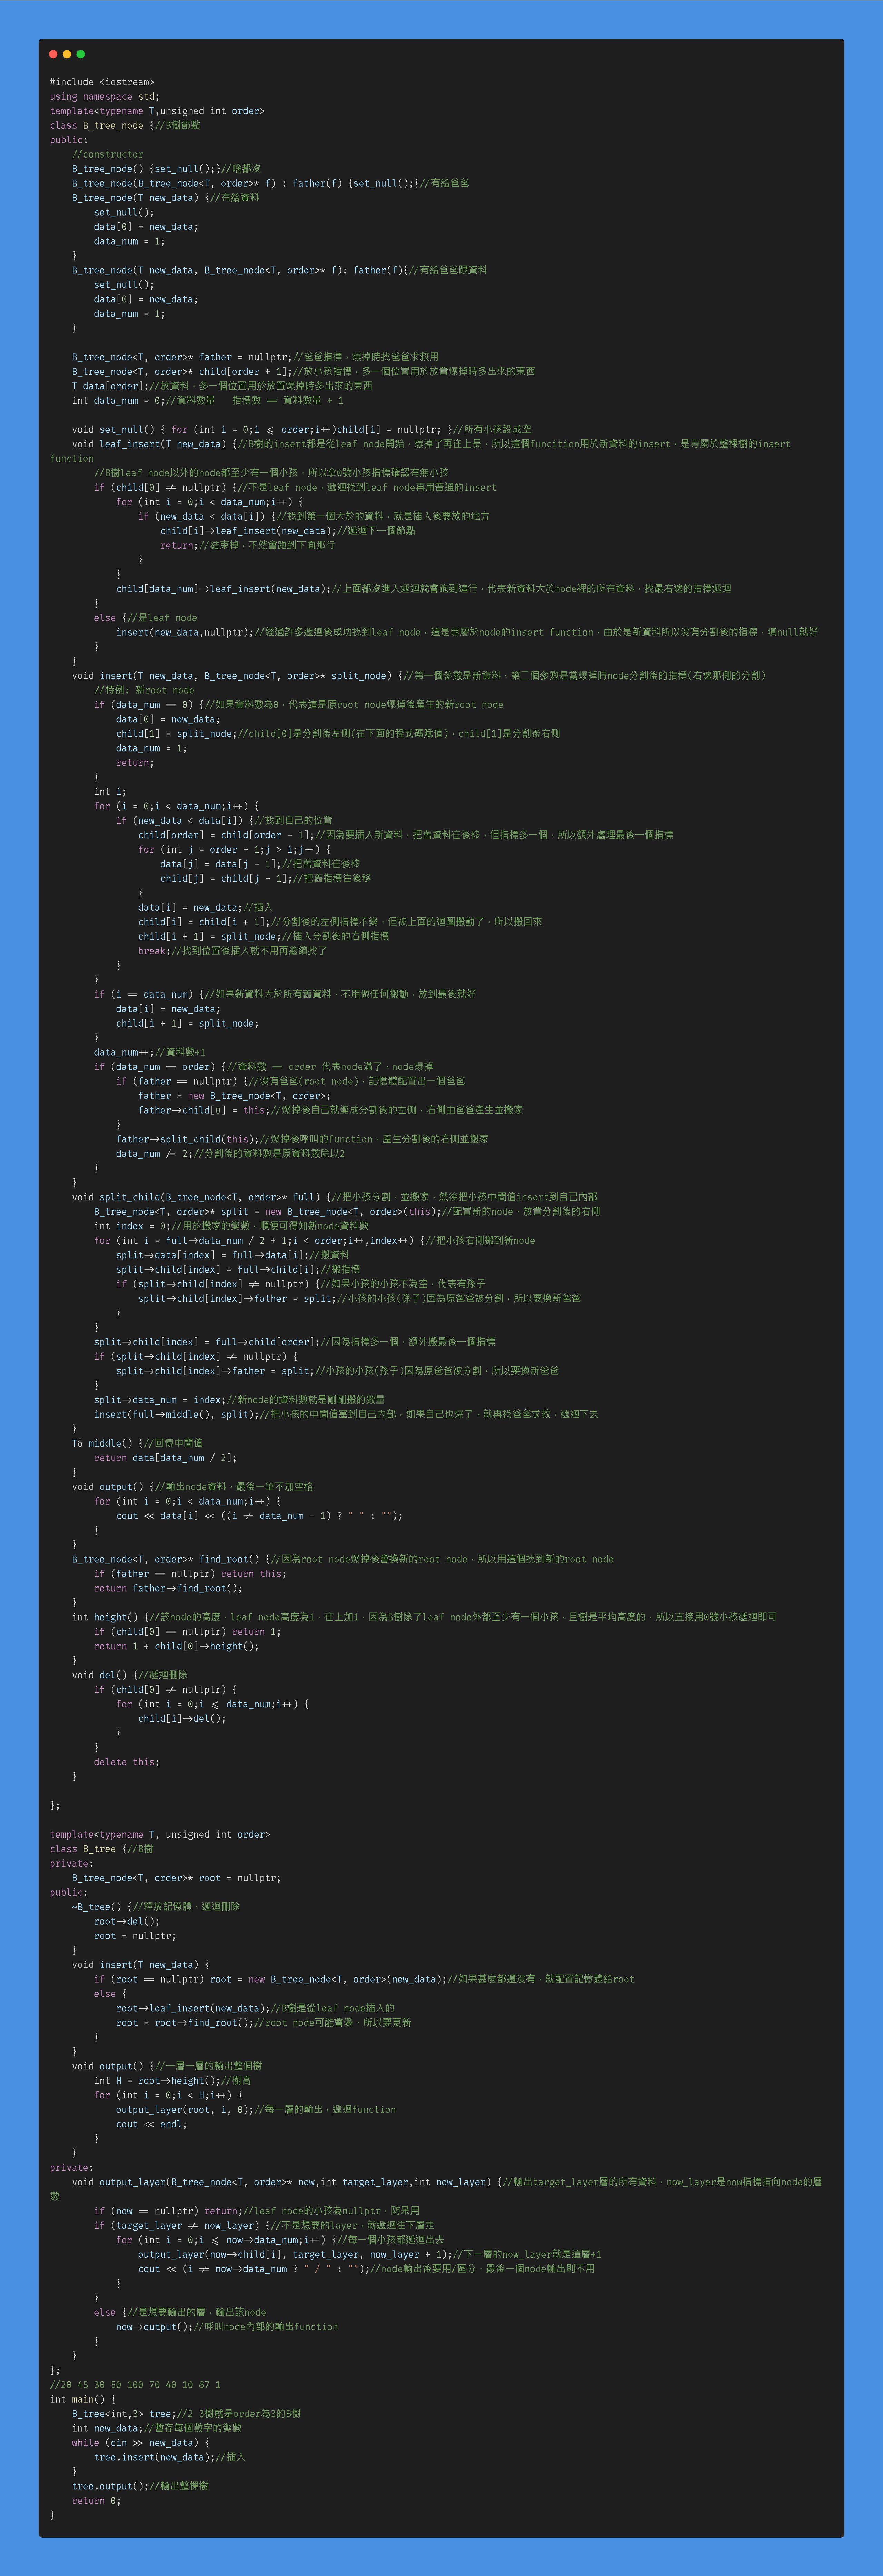 #include <iostream>
using namespace std;
template<typename T,unsigned int order>
class B_tree_node {//B樹節點
public:
    //constructor
    B_tree_node() {set_null();}//啥都沒
    B_tree_node(B_tree_node<T, order>* f) : father(f) {set_null();}//有給爸爸
    B_tree_node(T new_data) {//有給資料
        set_null();
        data[0] = new_data;
        data_num = 1;
    }
    B_tree_node(T new_data, B_tree_node<T, order>* f): father(f){//有給爸爸跟資料
        set_null();
        data[0] = new_data;
        data_num = 1;
    }

    B_tree_node<T, order>* father = nullptr;//爸爸指標，爆掉時找爸爸求救用
    B_tree_node<T, order>* child[order + 1];//放小孩指標，多一個位置用於放置爆掉時多出來的東西
    T data[order];//放資料，多一個位置用於放置爆掉時多出來的東西
    int data_num = 0;//資料數量   指標數 == 資料數量 + 1

    void set_null() { for (int i = 0;i <= order;i++)child[i] = nullptr; }//所有小孩設成空
    void leaf_insert(T new_data) {//B樹的insert都是從leaf node開始，爆掉了再往上長，所以這個funcition用於新資料的insert，是專屬於整棵樹的insert
function
        //B樹leaf node以外的node都至少有一個小孩，所以拿0號小孩指標確認有無小孩
        if (child[0] != nullptr) {//不是leaf node，遞迴找到leaf node再用普通的insert
            for (int i = 0;i < data_num;i++) {
                if (new_data < data[i]) {//找到第一個大於的資料，就是插入後要放的地方
                    child[i]->leaf_insert(new_data);//遞迴下一個節點
                    return;//結束掉，不然會跑到下面那行
                }
            }
            child[data_num]->leaf_insert(new_data);//上面都沒進入遞迴就會跑到這行，代表新資料大於node裡的所有資料，找最右邊的指標遞迴
        }
        else {//是leaf node
            insert(new_data,nullptr);//經過許多遞迴後成功找到leaf node，這是專屬於node的insert function，由於是新資料所以沒有分割後的指標，填null就好
        }
    }
    void insert(T new_data, B_tree_node<T, order>* split_node) {//第一個參數是新資料，第二個參數是當爆掉時node分割後的指標(右邊那側的分割)
        //特例: 新root node
        if (data_num == 0) {//如果資料數為0，代表這是原root node爆掉後產生的新root node
            data[0] = new_data;
            child[1] = split_node;//child[0]是分割後左側(在下面的程式碼賦值)，child[1]是分割後右側
            data_num = 1;
            return;
        }
        int i;
        for (i = 0;i < data_num;i++) {
            if (new_data < data[i]) {//找到自己的位置
                child[order] = child[order - 1];//因為要插入新資料，把舊資料往後移，但指標多一個，所以額外處理最後一個指標
                for (int j = order - 1;j > i;j--) {
                    data[j] = data[j - 1];//把舊資料往後移
                    child[j] = child[j - 1];//把舊指標往後移
                }
                data[i] = new_data;//插入
                child[i] = child[i + 1];//分割後的左側指標不變，但被上面的迴圈搬動了，所以搬回來
                child[i + 1] = split_node;//插入分割後的右側指標
                break;//找到位置後插入就不用再繼續找了
            }
        }
        if (i == data_num) {//如果新資料大於所有舊資料，不用做任何搬動，放到最後就好
            data[i] = new_data;
            child[i + 1] = split_node;
        }
        data_num++;//資料數+1
        if (data_num == order) {//資料數 == order 代表node滿了，node爆掉
            if (father == nullptr) {//沒有爸爸(root node)，記憶體配置出一個爸爸
                father = new B_tree_node<T, order>;
                father->child[0] = this;//爆掉後自己就變成分割後的左側，右側由爸爸產生並搬家
            }
            father->split_child(this);//爆掉後呼叫的function，產生分割後的右側並搬家
            data_num /= 2;//分割後的資料數是原資料數除以2
        }
    }
    void split_child(B_tree_node<T, order>* full) {//把小孩分割，並搬家，然後把小孩中間值insert到自己內部
        B_tree_node<T, order>* split = new B_tree_node<T, order>(this);//配置新的node，放置分割後的右側
        int index = 0;//用於搬家的變數，順便可得知新node資料數
        for (int i = full->data_num / 2 + 1;i < order;i++,index++) {//把小孩右側搬到新node
            split->data[index] = full->data[i];//搬資料
            split->child[index] = full->child[i];//搬指標
            if (split->child[index] != nullptr) {//如果小孩的小孩不為空，代表有孫子
                split->child[index]->father = split;//小孩的小孩(孫子)因為原爸爸被分割，所以要換新爸爸
            }
        }
        split->child[index] = full->child[order];//因為指標多一個，額外搬最後一個指標
        if (split->child[index] != nullptr) {
            split->child[index]->father = split;//小孩的小孩(孫子)因為原爸爸被分割，所以要換新爸爸
        }
        split->data_num = index;//新node的資料數就是剛剛搬的數量
        insert(full->middle(), split);//把小孩的中間值塞到自己內部，如果自己也爆了，就再找爸爸求救，遞迴下去
    }
    T& middle() {//回傳中間值
        return data[data_num / 2];
    }
    void output() {//輸出node資料，最後一筆不加空格
        for (int i = 0;i < data_num;i++) {
            cout << data[i] << ((i != data_num - 1) ? " " : "");
        }
    }
    B_tree_node<T, order>* find_root() {//因為root node爆掉後會換新的root node，所以用這個找到新的root node
        if (father == nullptr) return this;
        return father->find_root();
    }
    int height() {//該node的高度，leaf node高度為1，往上加1，因為B樹除了leaf node外都至少有一個小孩，且樹是平均高度的，所以直接用0號小孩遞迴即可
        if (child[0] == nullptr) return 1;
        return 1 + child[0]->height();
    }
    void del() {//遞迴刪除
        if (child[0] != nullptr) {
            for (int i = 0;i <= data_num;i++) {
                child[i]->del();
            }
        }
        delete this;
    }

};

template<typename T, unsigned int order>
class B_tree {//B樹
private:
    B_tree_node<T, order>* root = nullptr;
public:
    ~B_tree() {//釋放記憶體，遞迴刪除
        root->del();
        root = nullptr;
    }
    void insert(T new_data) {
        if (root == nullptr) root = new B_tree_node<T, order>(new_data);//如果甚麼都還沒有，就配置記憶體給root
        else {
            root->leaf_insert(new_data);//B樹是從leaf node插入的
            root = root->find_root();//root node可能會變，所以要更新
        }
    }
    void output() {//一層一層的輸出整個樹
        int H = root->height();//樹高
        for (int i = 0;i < H;i++) {
            output_layer(root, i, 0);//每一層的輸出，遞迴function
            cout << endl;
        }
    }
private:
    void output_layer(B_tree_node<T, order>* now,int target_layer,int now_layer) {//輸出target_layer層的所有資料，now_layer是now指標指向node的層
數
        if (now == nullptr) return;//leaf node的小孩為nullptr，防呆用
        if (target_layer != now_layer) {//不是想要的layer，就遞迴往下層走
            for (int i = 0;i <= now->data_num;i++) {//每一個小孩都遞迴出去
                output_layer(now->child[i], target_layer, now_layer + 1);//下一層的now_layer就是這層+1
                cout << (i != now->data_num ? " / " : "");//node輸出後要用/區分，最後一個node輸出則不用
            }
        }
        else {//是想要輸出的層，輸出該node
            now->output();//呼叫node內部的輸出function
        }
    }
};
//20 45 30 50 100 70 40 10 87 1
int main() {
    B_tree<int,3> tree;//2 3樹就是order為3的B樹
    int new_data;//暫存每個數字的變數
    while (cin >> new_data) {
        tree.insert(new_data);//插入
    }
    tree.output();//輸出整棵樹
    return 0;
}